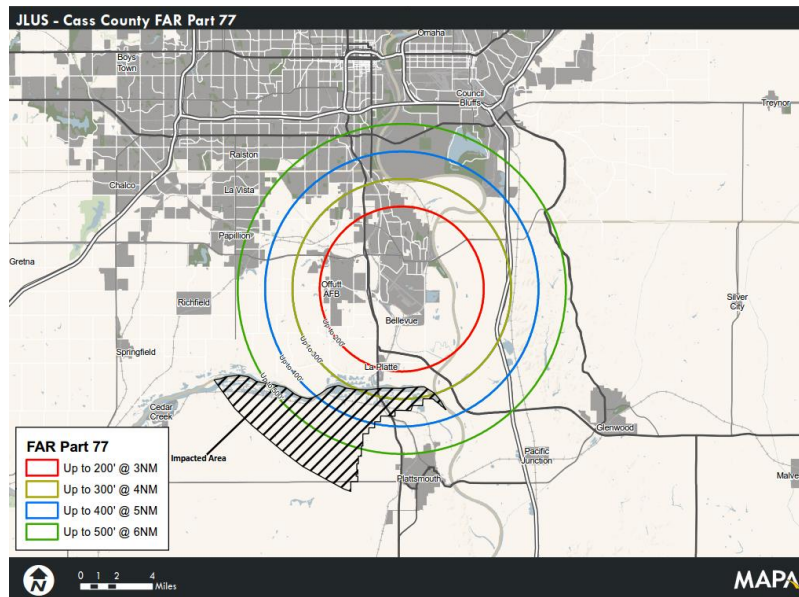 JLUS - Cass County FAR Part 77
Omaha
Boys
Town
Council
Bluffs
Treynor
Ralston
Chalco
La Vista
Papillion
Gretna
Offutt
AFB
Richfield
Silver
City
Bellevue
Up to 200'
Up to 300'
Springfield
Up to 400'
La Platte
Up to 500'
Cedar
Creek
Glenwood
Impacted Area
Pacific
Junction
Plattsmouth
Malve
FAR Part 77
Up to 200' @ 3NM
Up to 300' @ 4NM
Up to 400' @ 5NM
Up to 500' @ 6NM
N
0 1 2 4
Miles
MAPA